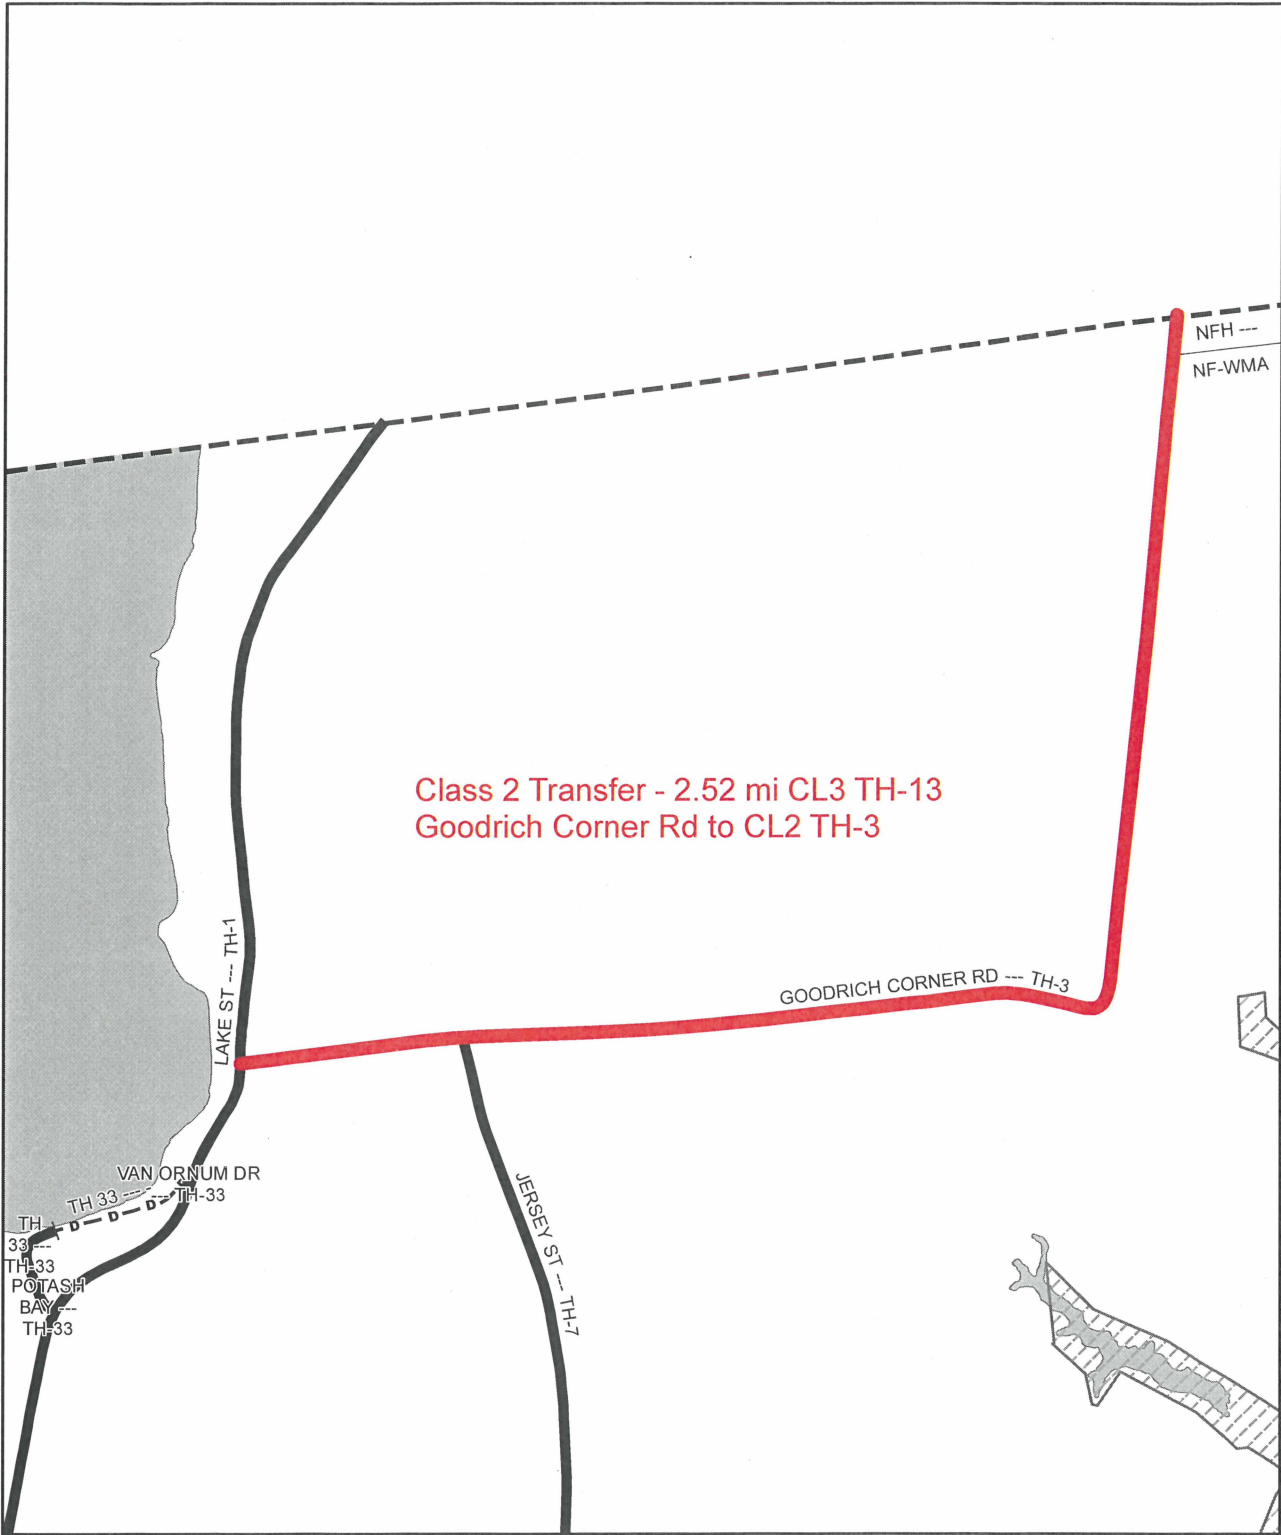 NFH ---
NF-WMA
Class 2 Transfer - 2.52 mi CL3 TH-13
Goodrich Corner Rd to CL2 TH-3
LAKE ST --- TH-1
GOODRICH CORNER RD --- TH-3
VAN ORNUM DR
--- TH-33
TH 33 ----
D D D
TH
33 ---
TH-33
POTASH
BAY ---
TH-33
JERSEY ST --- TH-7